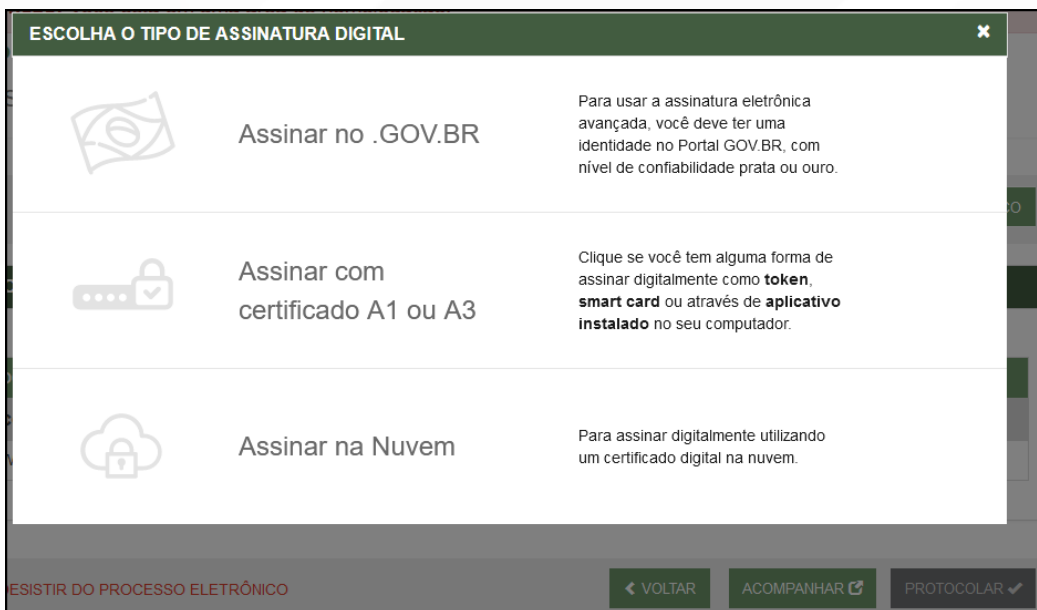 ESCOLHA O TIPO DE ASSINATURA DIGITAL
Assinar no .GOV.BR
Para usar a assinatura eletrônica
avançada, você deve ter uma
identidade no Portal GOV.BR, com
nível de confiabilidade prata ou ouro.
Assinar com
certificado A1 ou A3
Clique se você tem alguma forma de
assinar digitalmente como token,
smart card ou através de aplicativo
instalado no seu computador.
Assinar na Nuvem
Para assinar digitalmente utilizando
um certificado digital na nuvem.
ESISTIR DO PROCESSO ELETRÔNICO
VOLTAR
ACOMPANHAR
PROTOCOLAR